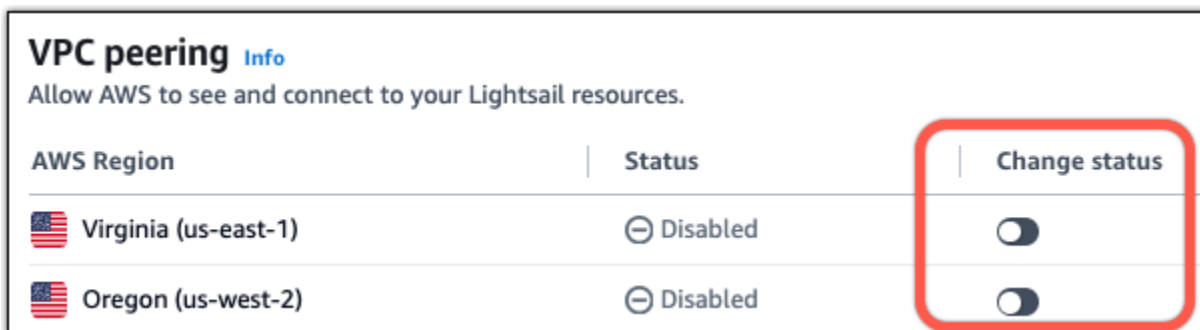 VPC peering Info
Allow AWS to see and connect to your Lightsail resources.
AWS Region Status Change status
Virginia (us-east-1) Disabled
Oregon (us-west-2) Disabled